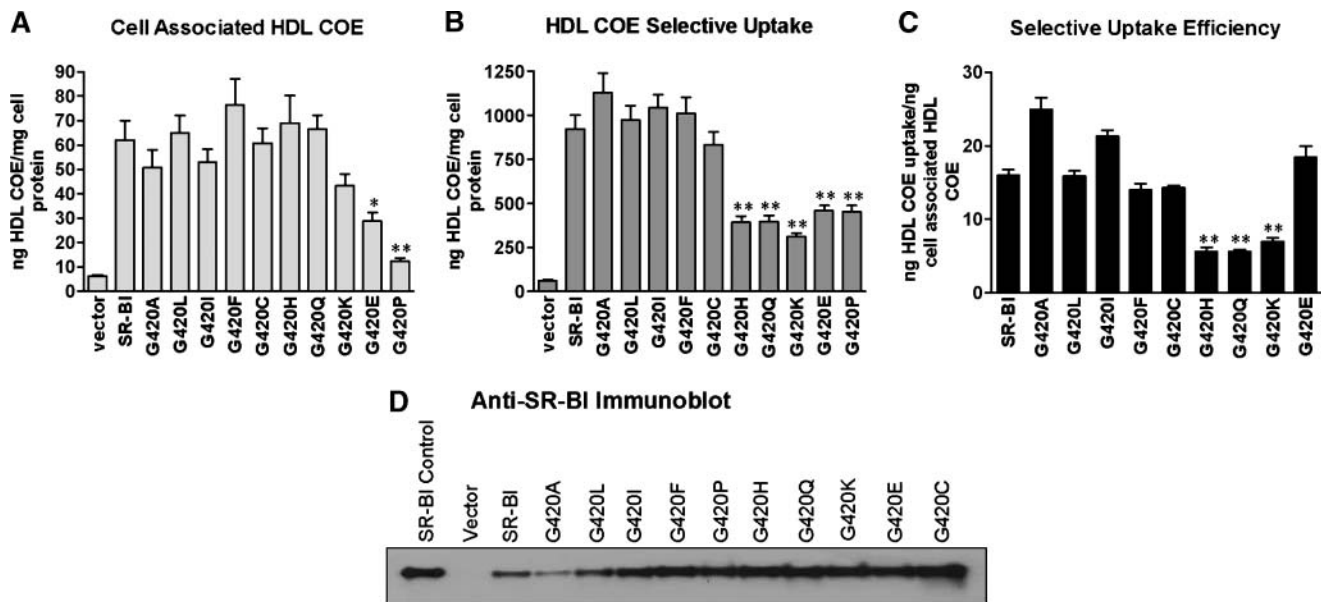 A
Cell Associated HDL COE
ng HDL COE/mg cell
protein
90
80
70
60
50
40
30
20
10
0
*
**
vector
SR-BI
G420A
G420L
G420I
G420F
G420C
G420H
G420Q
G420K
G420E
G420P
B
HDL COE Selective Uptake
ng HDL COE/mg cell
protein
1250
1000
750
500
250
0
**
**
**
**
**
vector
SR-BI
G420A
G420L
G420I
G420F
G420C
G420H
G420Q
G420K
G420E
G420P
C
Selective Uptake Efficiency
ng HDL COE uptake/ng
cell associated HDL
COE
30
20
10
0
**
**
**
SR-BI
G420A
G420L
G420I
G420F
G420C
G420H
G420Q
G420K
G420E
D
Anti-SR-BI Immunoblot
SR-BI Control
Vector
SR-BI
G420A
G420L
G420I
G420F
G420P
G420H
G420Q
G420K
G420E
G420C